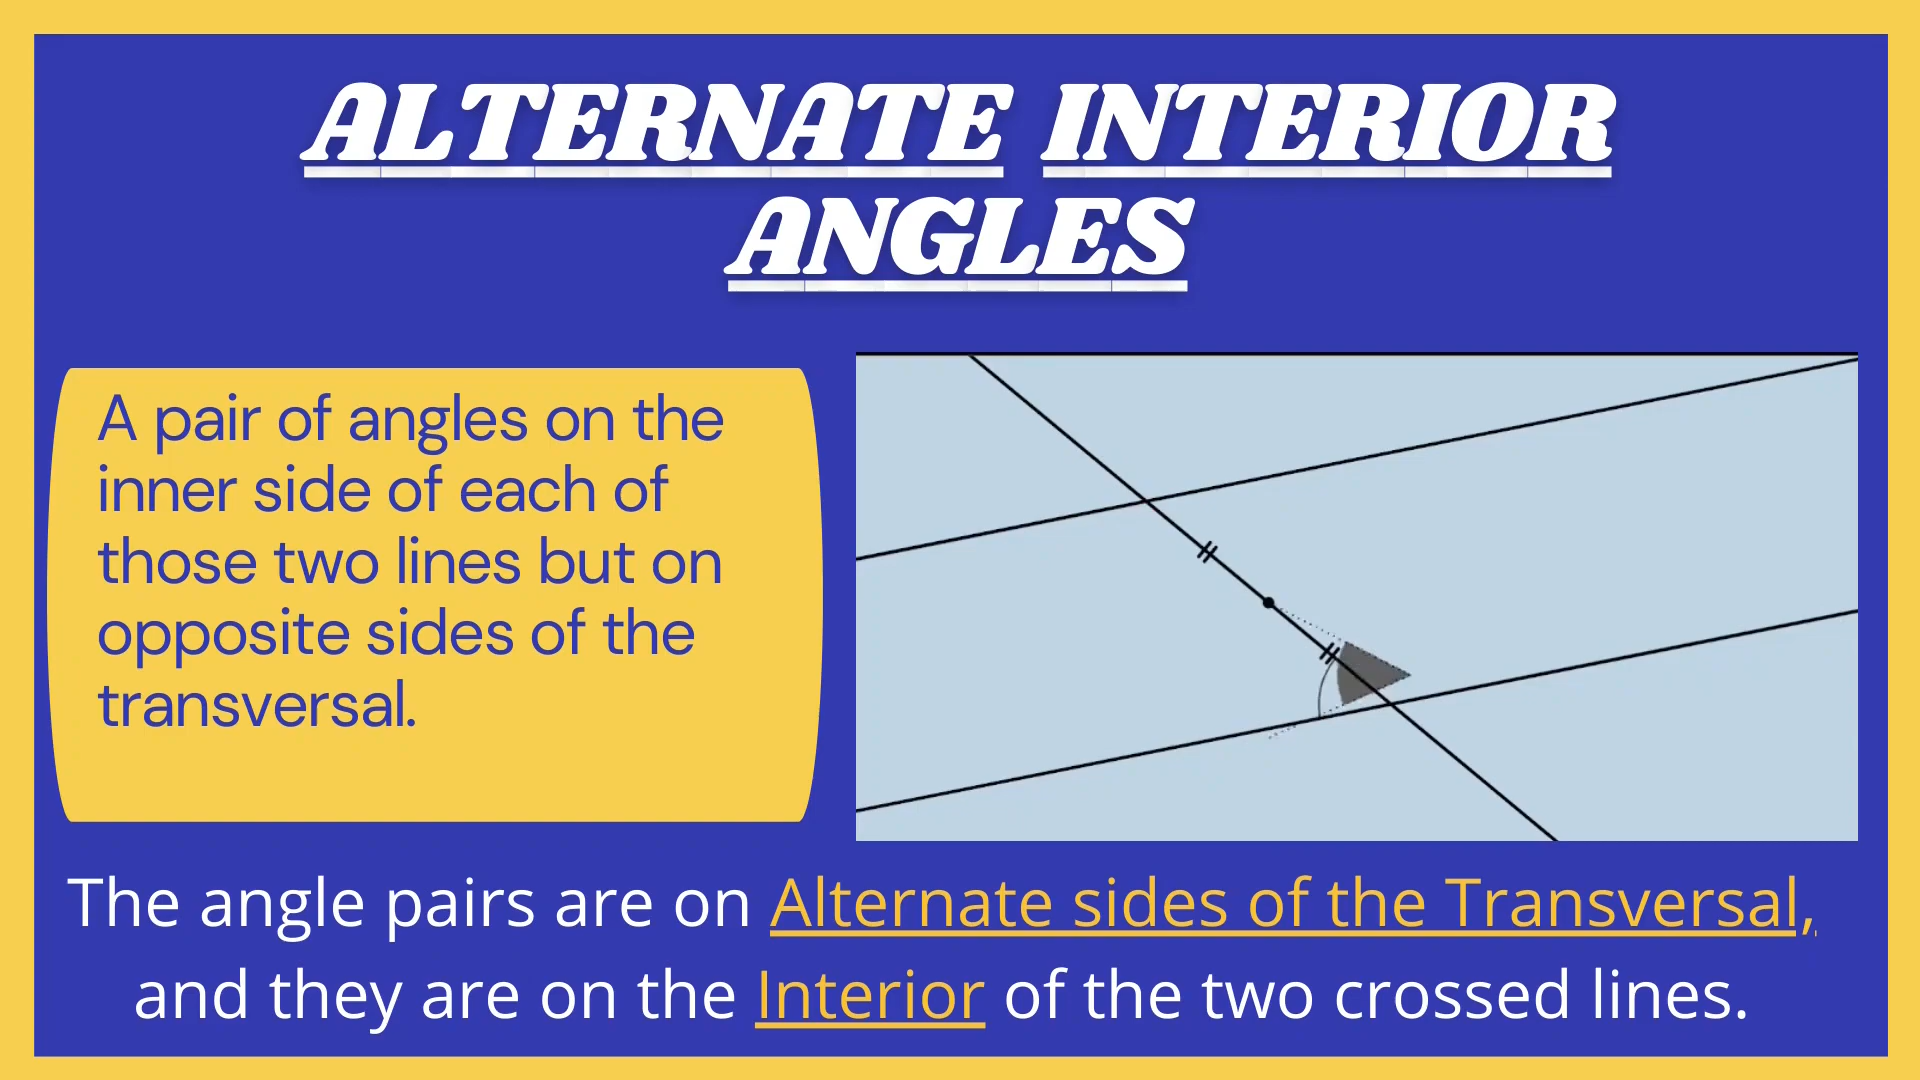 ALTERNATE INTERIOR
ANGLES
A pair of angles on the
inner side of each of
those two lines but on
opposite sides of the
transversal.
The angle pairs are on Alternate sides of the Transversal,
and they are on the Interior of the two crossed lines.